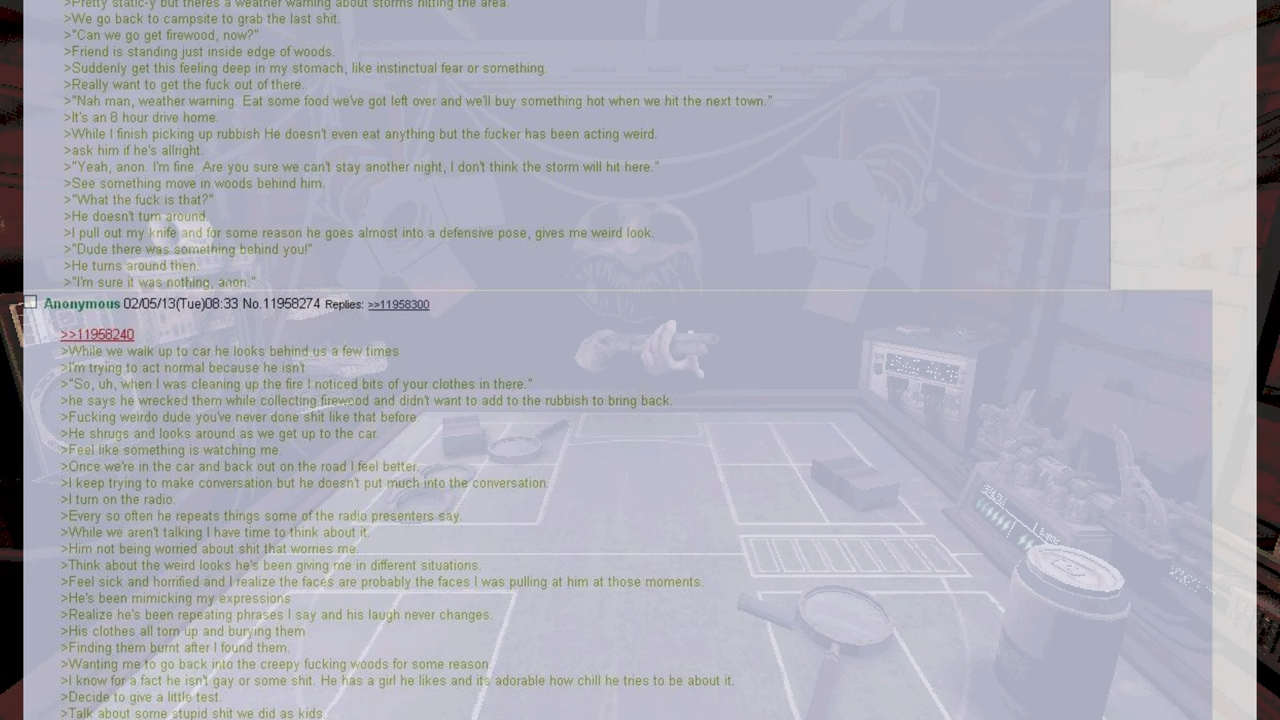 >Pretty static-y but theres a weather warning about storms hitting the area.
>We go back to campsite to grab the last shit.
>"Can we go get firewood, now?"
>Friend is standing just inside edge of woods.
>Suddenly get this feeling deep in my stomach, like instinctual fear or something.
>Really want to get the fuck out of there.
>"Nah man, weather warning. Eat some food we've got left over and we'll buy something hot when we hit the next town."
>It's an 8 hour drive home.
>While I finish picking up rubbish He doesn't even eat anything but the fucker has been acting weird.
>ask him if he's allright.
>"Yeah, anon. I'm fine. Are you sure we can't stay another night, I don't think the storm will hit here."
>See something move in woods behind him.
>"What the fuck is that?"
>He doesn't turn around.
>I pull out my knife and for some reason he goes almost into a defensive pose, gives me weird look.
>"Dude there was something behind you!"
>He turns around then.
>"I'm sure it was nothing, anon."
Anonymous 02/05/13(Tue)08:33 No.11958274 Replies: >>11958300
>>11958240
>While we walk up to car he looks behind us a few times
>I'm trying to act normal because he isn't
>"So, uh, when I was cleaning up the fire I noticed bits of your clothes in there."
>he says he wrecked them while collecting firewood and didn't want to add to the rubbish to bring back.
>Fucking weirdo dude you've never done shit like that before.
>He shrugs and looks around as we get up to the car.
>Feel like something is watching me.
>Once we're in the car and back out on the road I feel better.
>I keep trying to make conversation but he doesn't put much into the conversation.
>I turn on the radio.
>Every so often he repeats things some of the radio presenters say.
>While we aren't talking I have time to think about it.
>Him not being worried about shit that worries me.
>Think about the weird looks he's been giving me in different situations.
>Feel sick and horrified and I realize the faces are probably the faces I was pulling at him at those moments.
>He's been mimicking my expressions
>Realize he's been repeating phrases I say and his laugh never changes.
>His clothes all torn up and burying them
>Finding them burnt after I found them.
>Wanting me to go back into the creepy fucking woods for some reason.
>I know for a fact he isn't gay or some shit. He has a girl he likes and its adorable how chill he tries to be about it.
>Decide to give a little test.
>Talk about some stupid shit we did as kids.